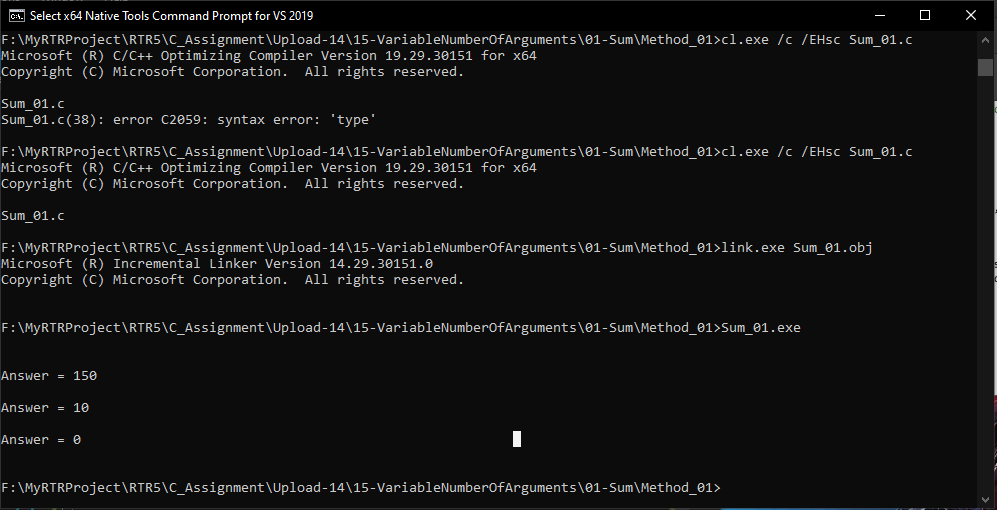 Select x64 Native Tools Command Prompt for VS 2019
F:\MyRTRProject\RTR5\C_Assignment\Upload-14\15-VariableNumberOfArguments\01-Sum\Method_01>cl.exe /c /EHsc Sum_01.c
Microsoft (R) C/C++ Optimizing Compiler Version 19.29.30151 for x64
Copyright (C) Microsoft Corporation.  All rights reserved.
Sum_01.c
Sum_01.c(38): error C2059: syntax error: 'type'
F:\MyRTRProject\RTR5\C_Assignment\Upload-14\15-VariableNumberOfArguments\01-Sum\Method_01>cl.exe /c /EHsc Sum_01.c
Microsoft (R) C/C++ Optimizing Compiler Version 19.29.30151 for x64
Copyright (C) Microsoft Corporation.  All rights reserved.
Sum_01.c
F:\MyRTRProject\RTR5\C_Assignment\Upload-14\15-VariableNumberOfArguments\01-Sum\Method_01>link.exe Sum_01.obj
Microsoft (R) Incremental Linker Version 14.29.30151.0
Copyright (C) Microsoft Corporation.  All rights reserved.
F:\MyRTRProject\RTR5\C_Assignment\Upload-14\15-VariableNumberOfArguments\01-Sum\Method_01>Sum_01.exe
Answer = 150
Answer = 10
Answer = 0
F:\MyRTRProject\RTR5\C_Assignment\Upload-14\15-VariableNumberOfArguments\01-Sum\Method_01>